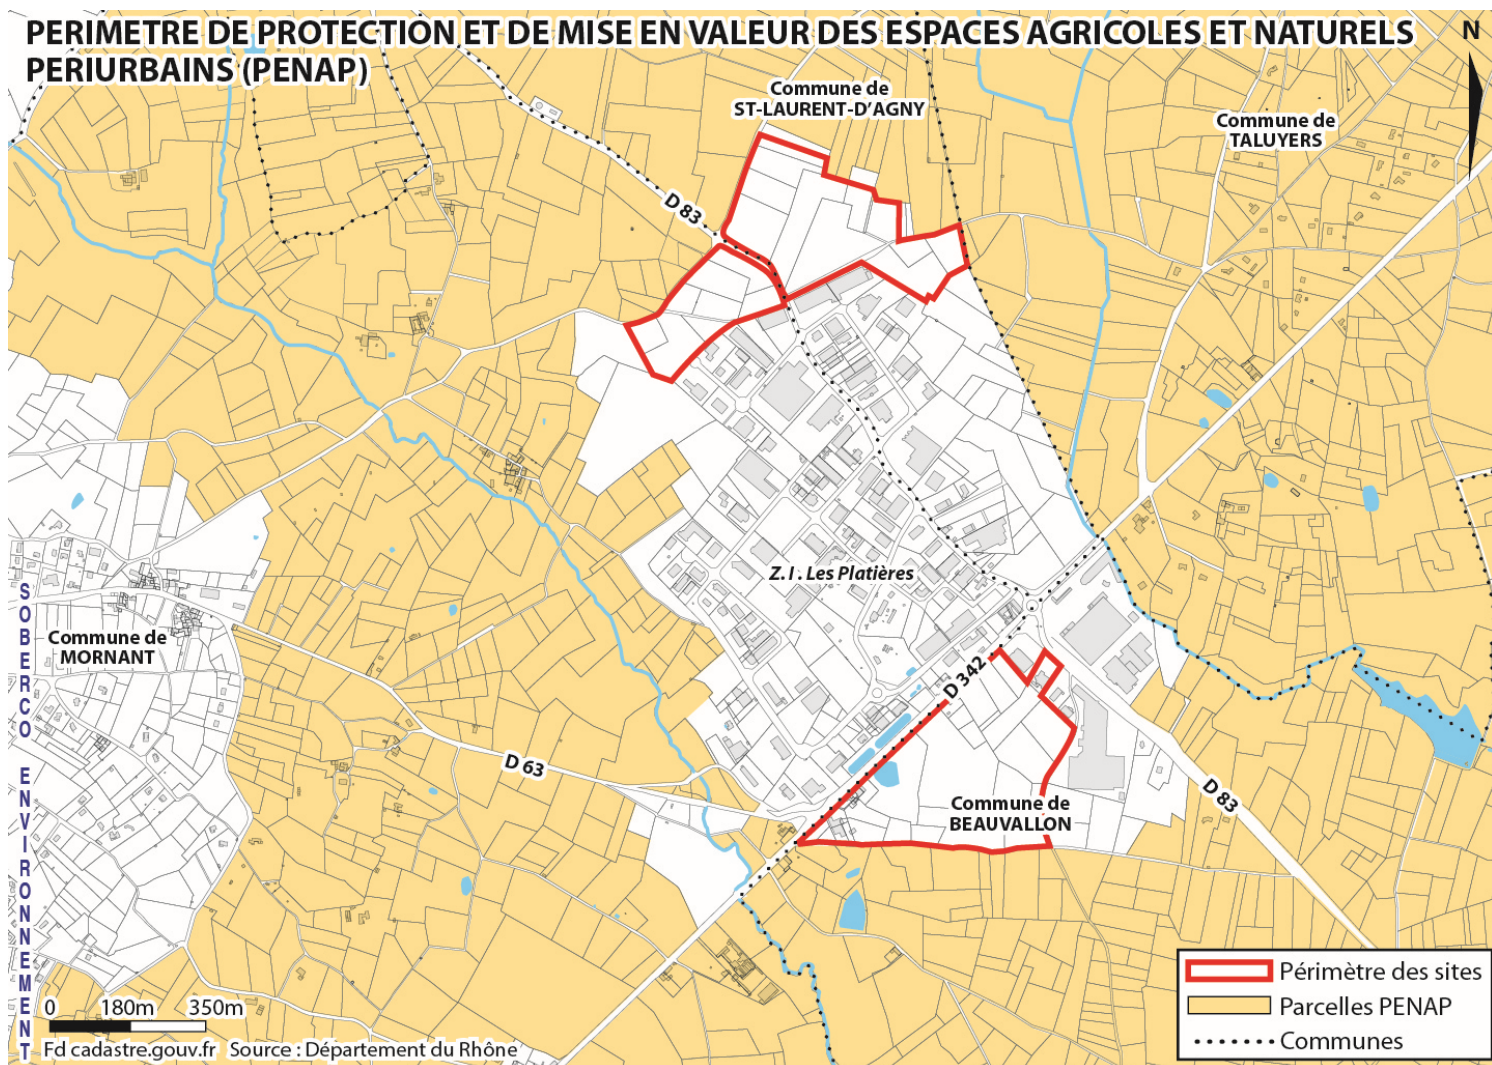 PERIMETRE DE PROTECTION ET DE MISE EN VALEUR DES ESPACES AGRICOLES ET NATURELS
PERIURBAINS (PENAP)
N
Commune de
ST-LAURENT-D'AGNY
Commune de
TALUYERS
D 83
Z.I. Les Platières
Commune de
MORNANT
D 342
D 63
D 83
Commune de
BEAUVALLON
SOBERCO ENVIRONNEMENT
Périmètre des sites
Parcelles PENAP
Communes
0 180m 350m
Fd cadastre.gouv.fr Source : Département du Rhône